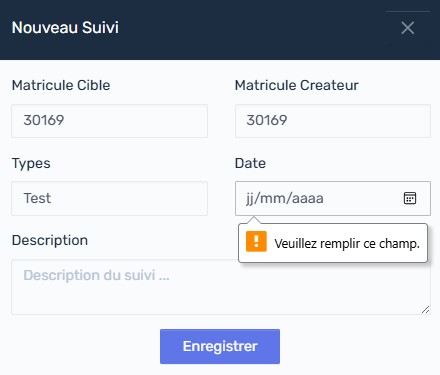 Nouveau Suivi
Matricule Cible
Matricule Createur
30169
30169
Types
Date
Test
jj/mm/aaaa
Veuillez remplir ce champ.
Description
Description du suivi ...
Enregistrer